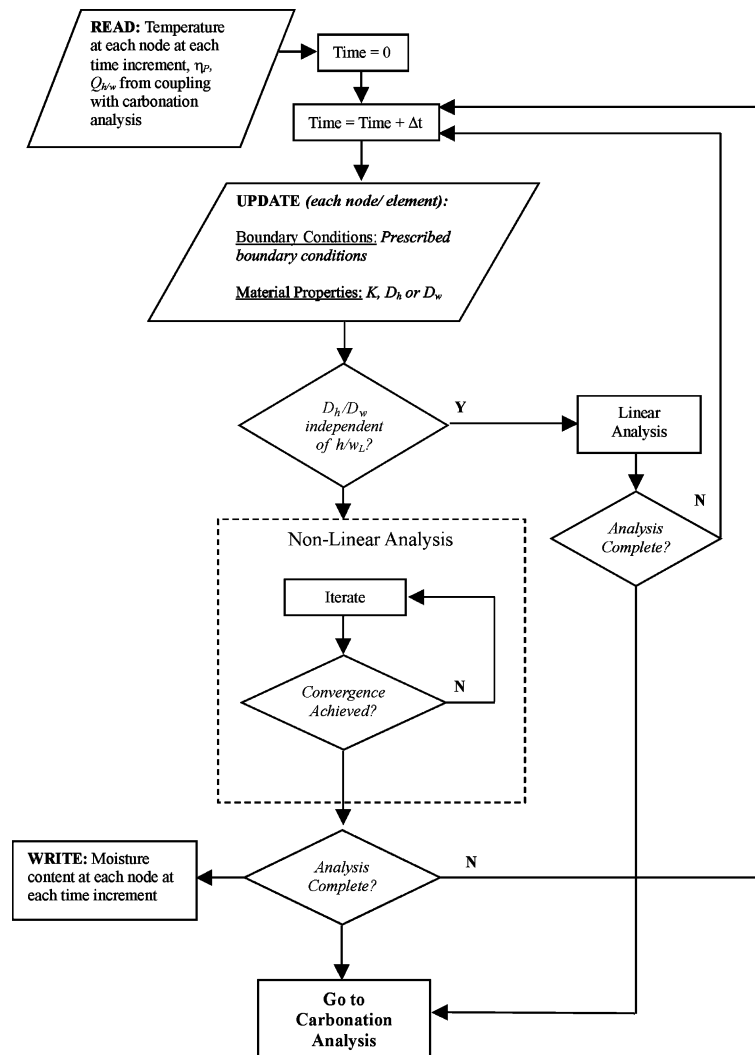 READ: Temperature
at each node at each
time increment, ηP,
Qh/w from coupling
with carbonation
analysis
Time = 0
Time = Time + Δt
UPDATE (each node/ element):
Boundary Conditions: Prescribed
boundary conditions
Material Properties: K, Dh or Dw
Dh/Dw
independent
of h/wL?
Y
Linear
Analysis
N
Analysis
Complete?
Non-Linear Analysis
Iterate
Convergence
Achieved?
N
Analysis
Complete?
N
WRITE: Moisture
content at each node at
each time increment
Go to
Carbonation
Analysis